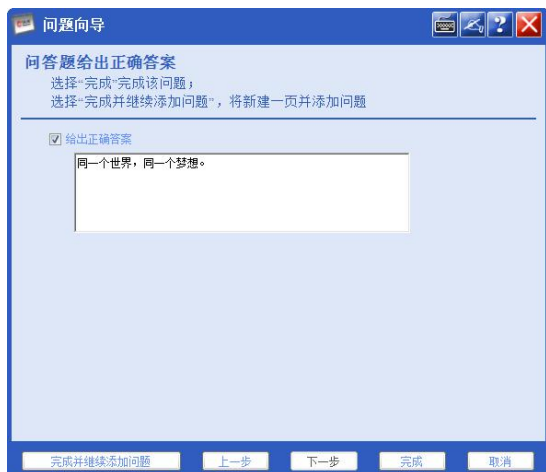 问题向导
问答题给出正确答案
选择“完成”完成该问题；
选择“完成并继续添加问题”，将新建一页并添加问题
给出正确答案
同一个世界，同一个梦想。
完成并继续添加问题 上一步 下一步 完成 取消